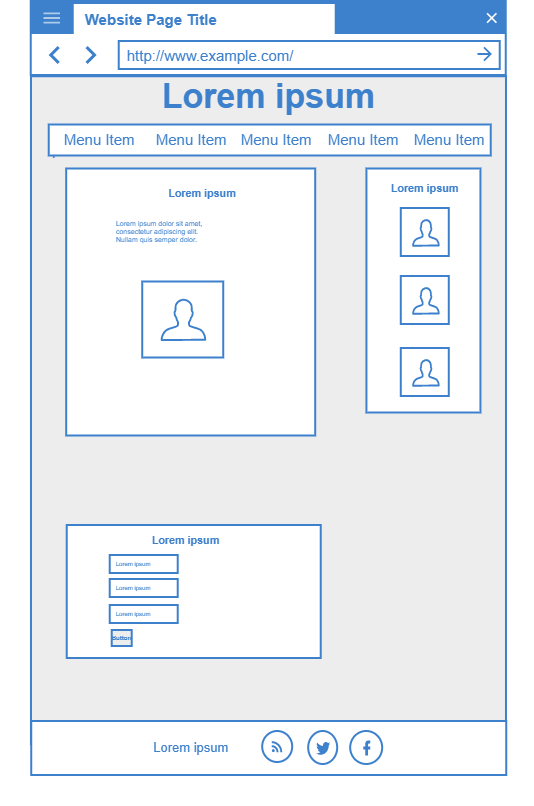 Website Page Title
http://www.example.com/
Lorem ipsum
Menu Item Menu Item Menu Item Menu Item Menu Item
Lorem ipsum
Lorem ipsum dolor sit amet,
consectetur adipiscing elit.
Nullam quis semper dolor.
Lorem ipsum
Lorem ipsum
Lorem ipsum
Lorem ipsum
Lorem ipsum
Button
Lorem ipsum